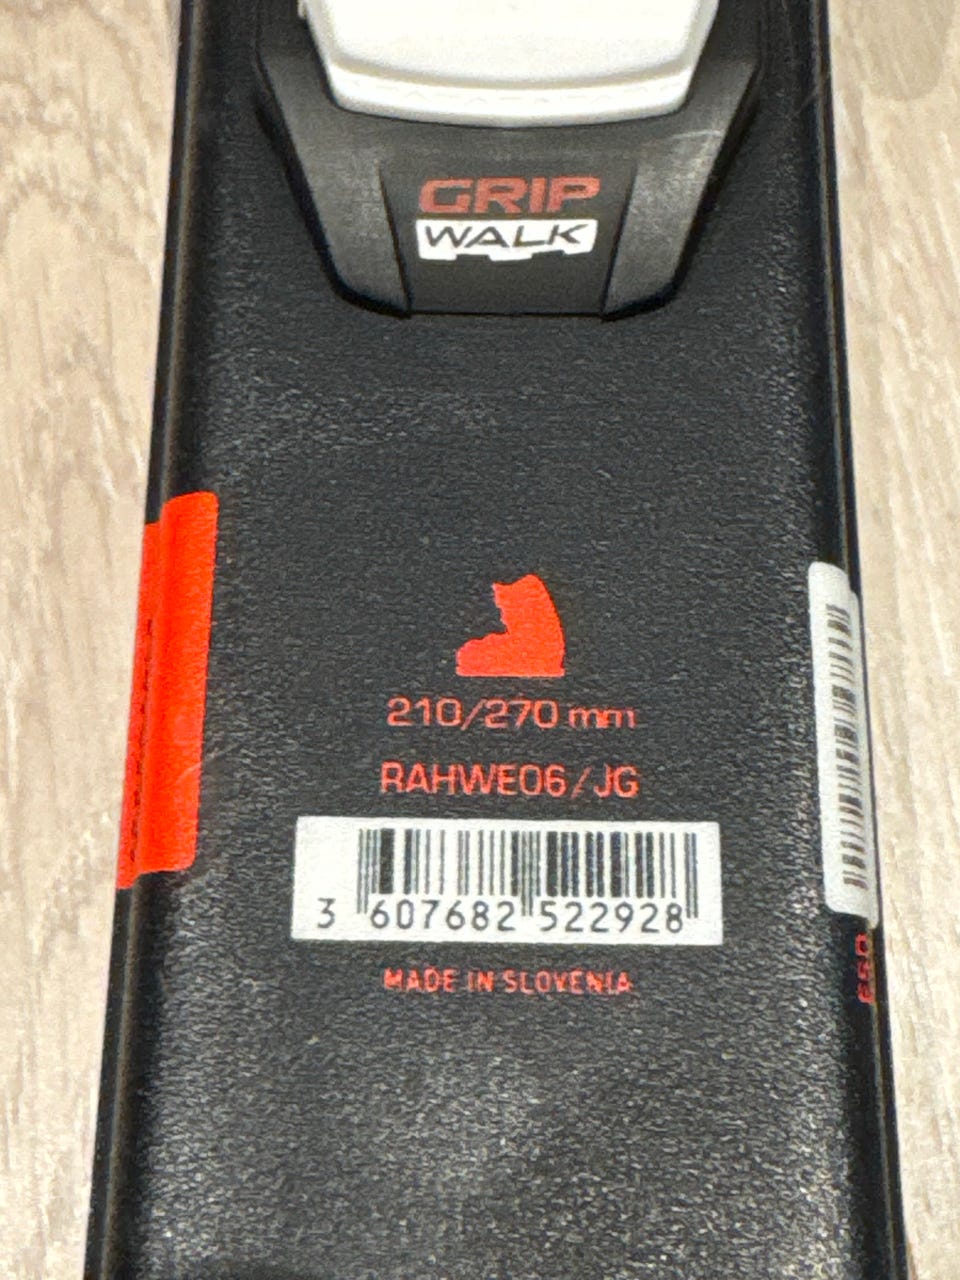 GRIP
WALK
210/270 mm
RAHWE06/JG
3 607682 522928
MADE IN SLOVENIA